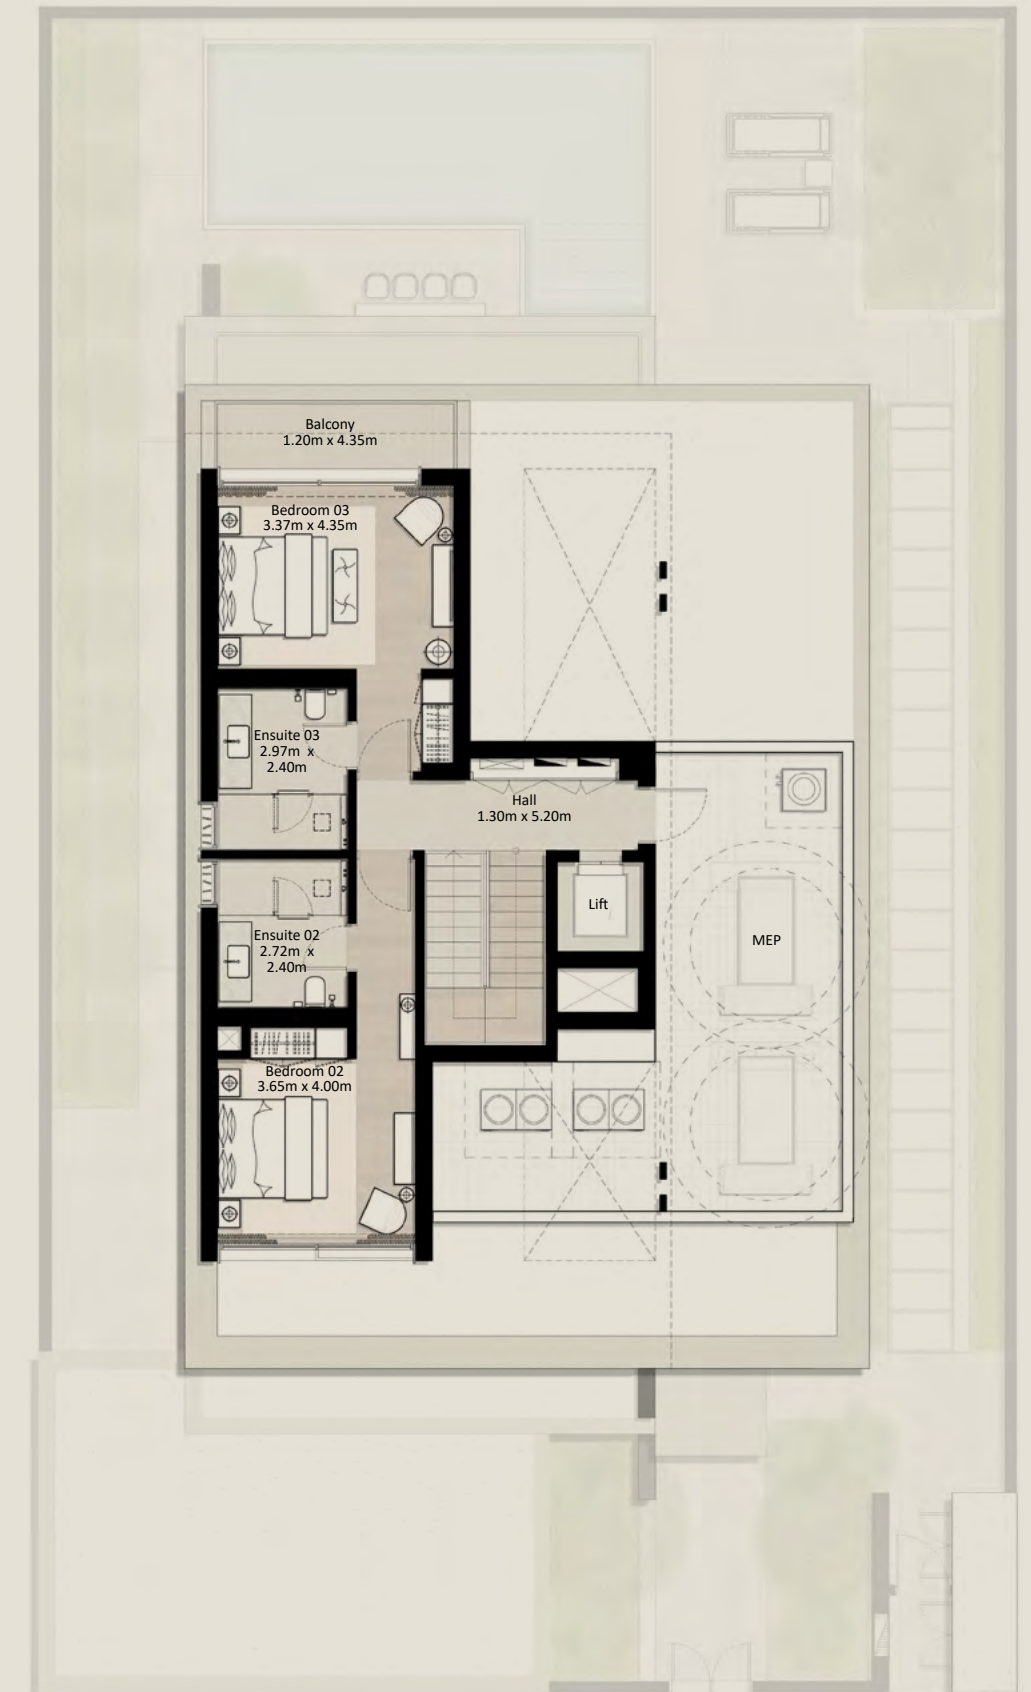 Balcony
1.20m x 4.35m
Bedroom 03
3.37m x 4.35m
Ensuite 03
2.97m x
2.40m
Hall
1.30m x 5.20m
Lift
MEP
Ensuite 02
2.72m x
2.40m
Bedroom 02
3.65m x 4.00m